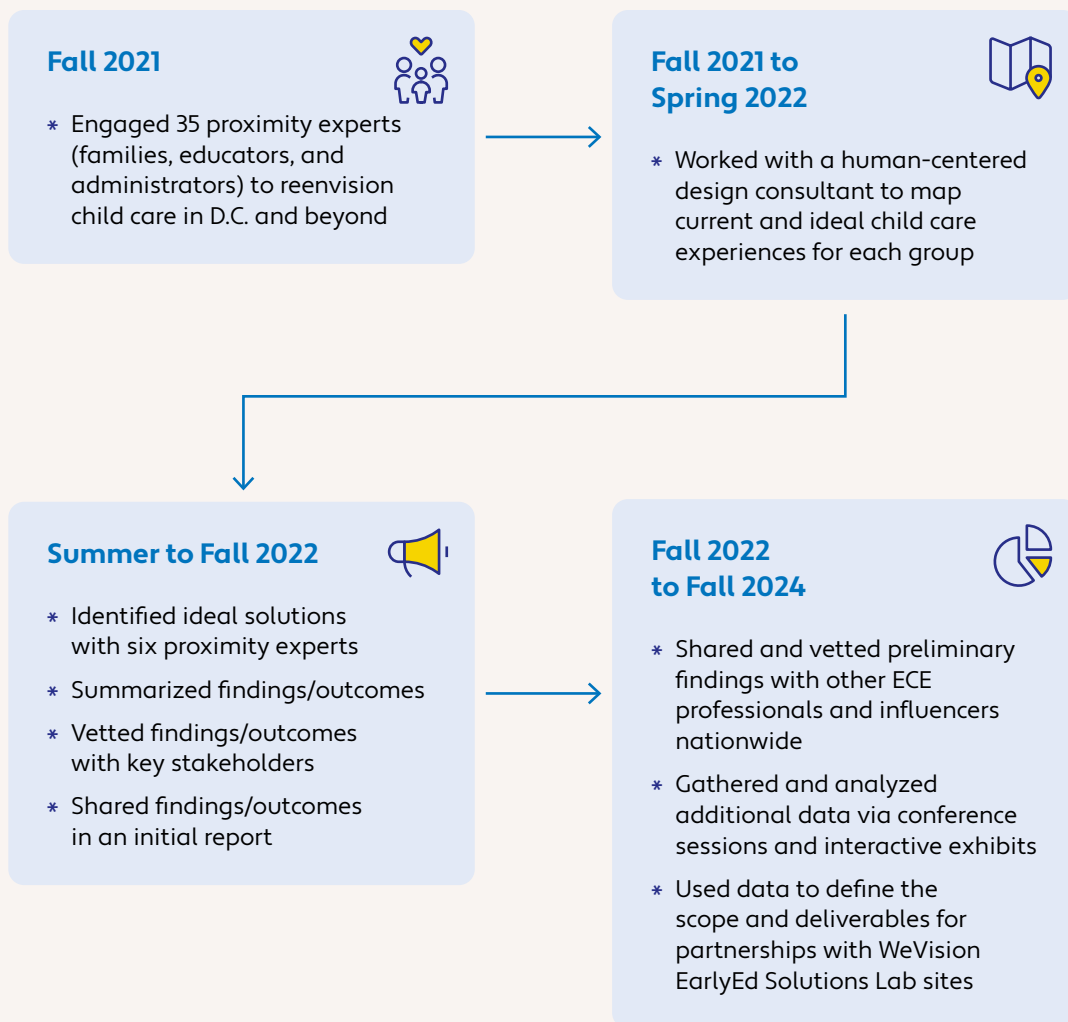 Fall 2021
* Engaged 35 proximity experts
(families, educators, and
administrators) to reenvision
child care in D.C. and beyond
Fall 2021 to
Spring 2022
* Worked with a human-centered
design consultant to map
current and ideal child care
experiences for each group
Summer to Fall 2022
* Identified ideal solutions
with six proximity experts
* Summarized findings/outcomes
* Vetted findings/outcomes
with key stakeholders
* Shared findings/outcomes
in an initial report
Fall 2022
to Fall 2024
* Shared and vetted preliminary
findings with other ECE
professionals and influencers
nationwide
* Gathered and analyzed
additional data via conference
sessions and interactive exhibits
* Used data to define the
scope and deliverables for
partnerships with WeVision
EarlyEd Solutions Lab sites